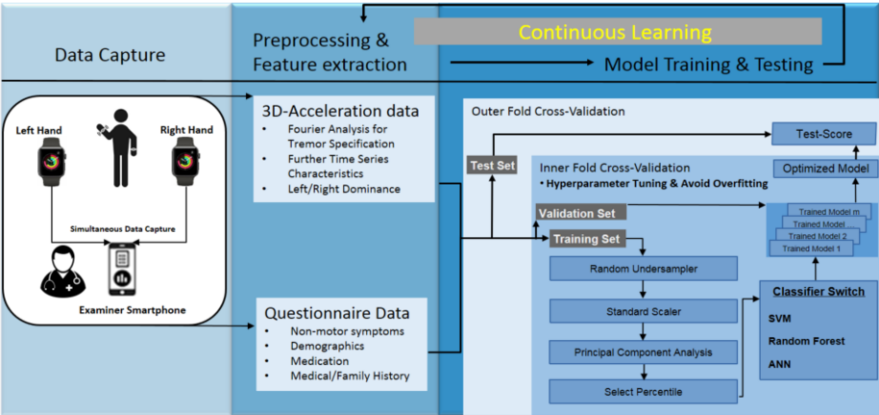 Data Capture
Preprocessing &
Feature extraction
Continuous Learning
Model Training & Testing
Left Hand
Right Hand
Simultaneous Data Capture
Examiner Smartphone
3D-Acceleration data
• Fourier Analysis for
Tremor Specification
• Further Time Series
Characteristics
• Left/Right Dominance
Questionnaire Data
• Non-motor symptoms
• Demographics
• Medication
• Medical/Family History
Outer Fold Cross-Validation
Test-Score
Test Set
Inner Fold Cross-Validation
• Hyperparameter Tuning & Avoid Overfitting
Optimized Model
Validation Set
Training Set
Trained Model m
Trained Model ...
Trained Model 2
Trained Model 1
Random Undersampler
Standard Scaler
Principal Component Analysis
Select Percentile
Classifier Switch
SVM
Random Forest
ANN